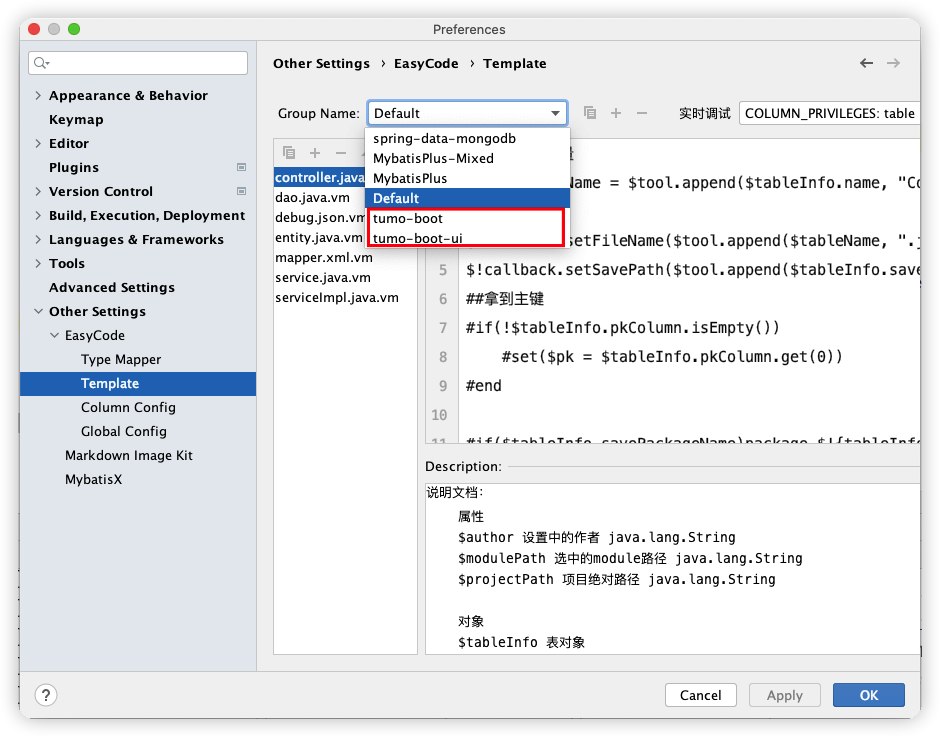 Preferences
Other Settings › EasyCode › Template
Appearance & Behavior
Keymap
Editor
Plugins
Version Control
Build, Execution, Deployment
Languages & Frameworks
Tools
Advanced Settings
Other Settings
EasyCode
Type Mapper
Template
Column Config
Global Config
Markdown Image Kit
MybatisX
Group Name: Default
实时调试 COLUMN_PRIVILEGES: table
spring-data-mongodb
MybatisPlus-Mixed
MybatisPlus
Default
tumo-boot
tumo-boot-ui
controller.java
dao.java.vm
debug.json.vm
entity.java.vm
mapper.xml.vm
service.java.vm
serviceImpl.java.vm
Name = $tool.append($tableInfo.name, "Co
setFileName($tool.append($tableName, ".j
5 $!callback.setSavePath($tool.append($tableInfo.save
6 ##拿到主键
7 #if(!$tableInfo.pkColumn.isEmpty())
8 #set($pk = $tableInfo.pkColumn.get(0))
9 #end
10
11 #if($tableInfo.savePackageName)package $!{tableInfo
Description:
说明文档:
属性
$author 设置中的作者 java.lang.String
$modulePath 选中的module路径 java.lang.String
$projectPath 项目绝对路径 java.lang.String
对象
$tableInfo 表对象
?
Cancel
Apply
OK